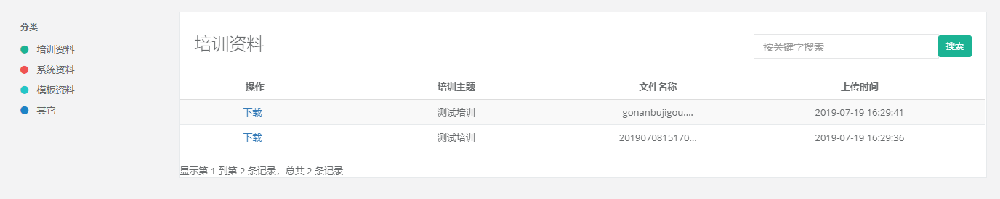 分类
培训资料
系统资料
模板资料
其它
培训资料
按关键字搜索 搜索
操作 培训主题 文件名称 上传时间
下载 测试培训 gonanbujigou.... 2019-07-19 16:29:41
下载 测试培训 2019070815170... 2019-07-19 16:29:36
显示第 1 到第 2 条记录，总共 2 条记录